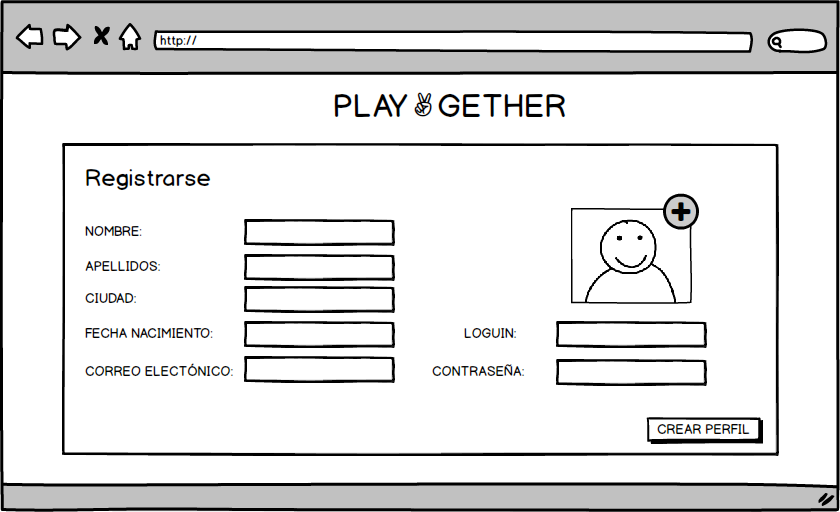 http://
PLAY✌GETHER
Registrarse
NOMBRE:
APELLIDOS:
CIUDAD:
FECHA NACIMIENTO:
LOGUIN:
CORREO ELECTÓNICO:
CONTRASEÑA:
CREAR PERFIL